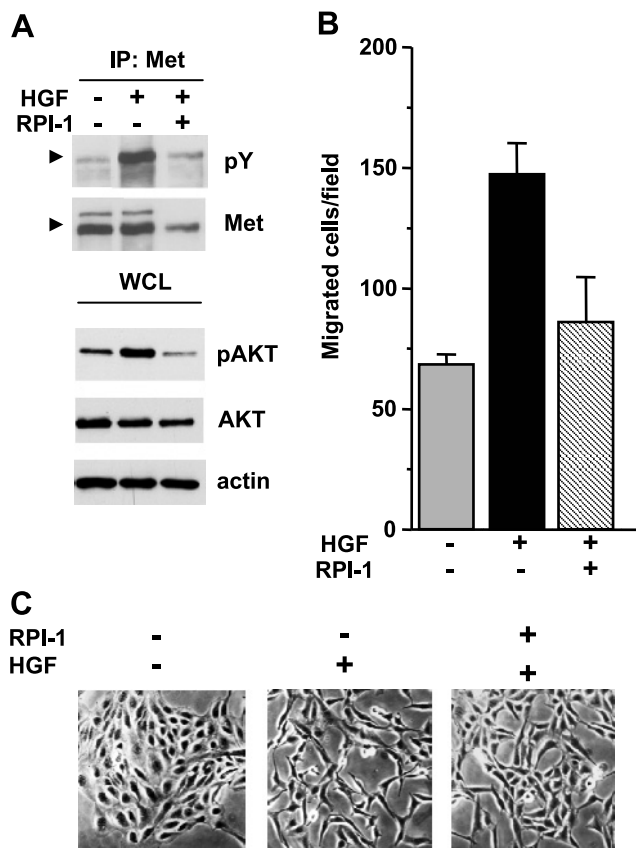 A
IP: Met
HGF - + +
RPI-1 - - +
pY
Met
WCL
pAKT
AKT
actin
B
Migrated cells/field
200
150
100
50
0
HGF - + +
RPI-1 - - +
C
RPI-1 - - +
HGF - + +